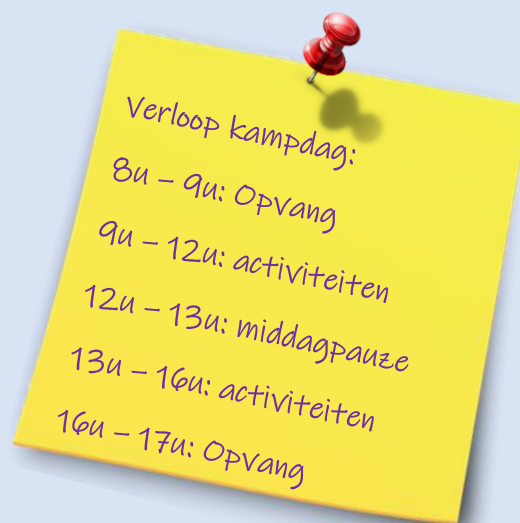 Verloop kampdag:
8u – 9u: Opvang
9u – 12u: activiteiten
12u – 13u: middagpauze
13u – 16u: activiteiten
16u – 17u: Opvang